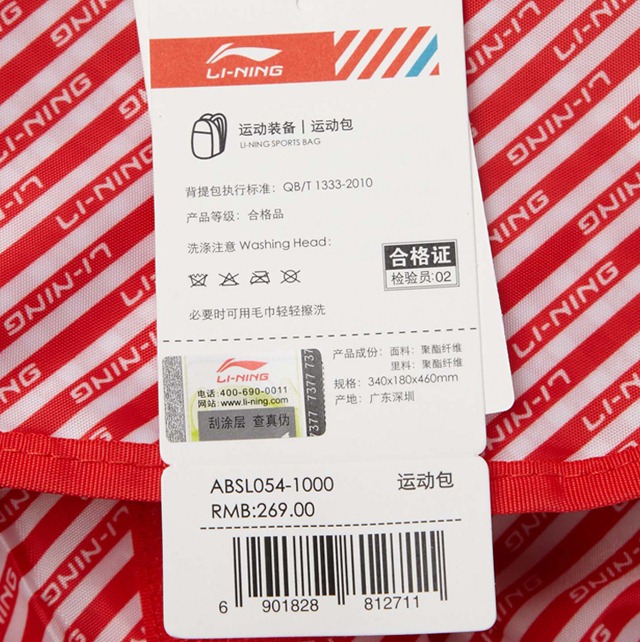 LI-NING
运动装备 | 运动包
LI-NING SPORTS BAG
背提包执行标准: QB/T 1333-2010
产品等级: 合格品
洗涤注意 Washing Head:
合格证
检验员:02
必要时可用毛巾轻轻擦洗
LI-NING
电话:400-690-0011
网站:www.li-ning.com
刮涂层 查真伪
7377 7377 737
产品成份: 面料: 聚酯纤维
里料: 聚酯纤维
规格: 340x180x460mm
产地: 广东深圳
ABSL054-1000 运动包
RMB:269.00
6 901828 812711
LI-NING